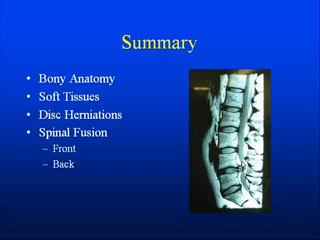 Summary
• Bony Anatomy
• Soft Tissues
• Disc Herniations
• Spinal Fusion
– Front
– Back